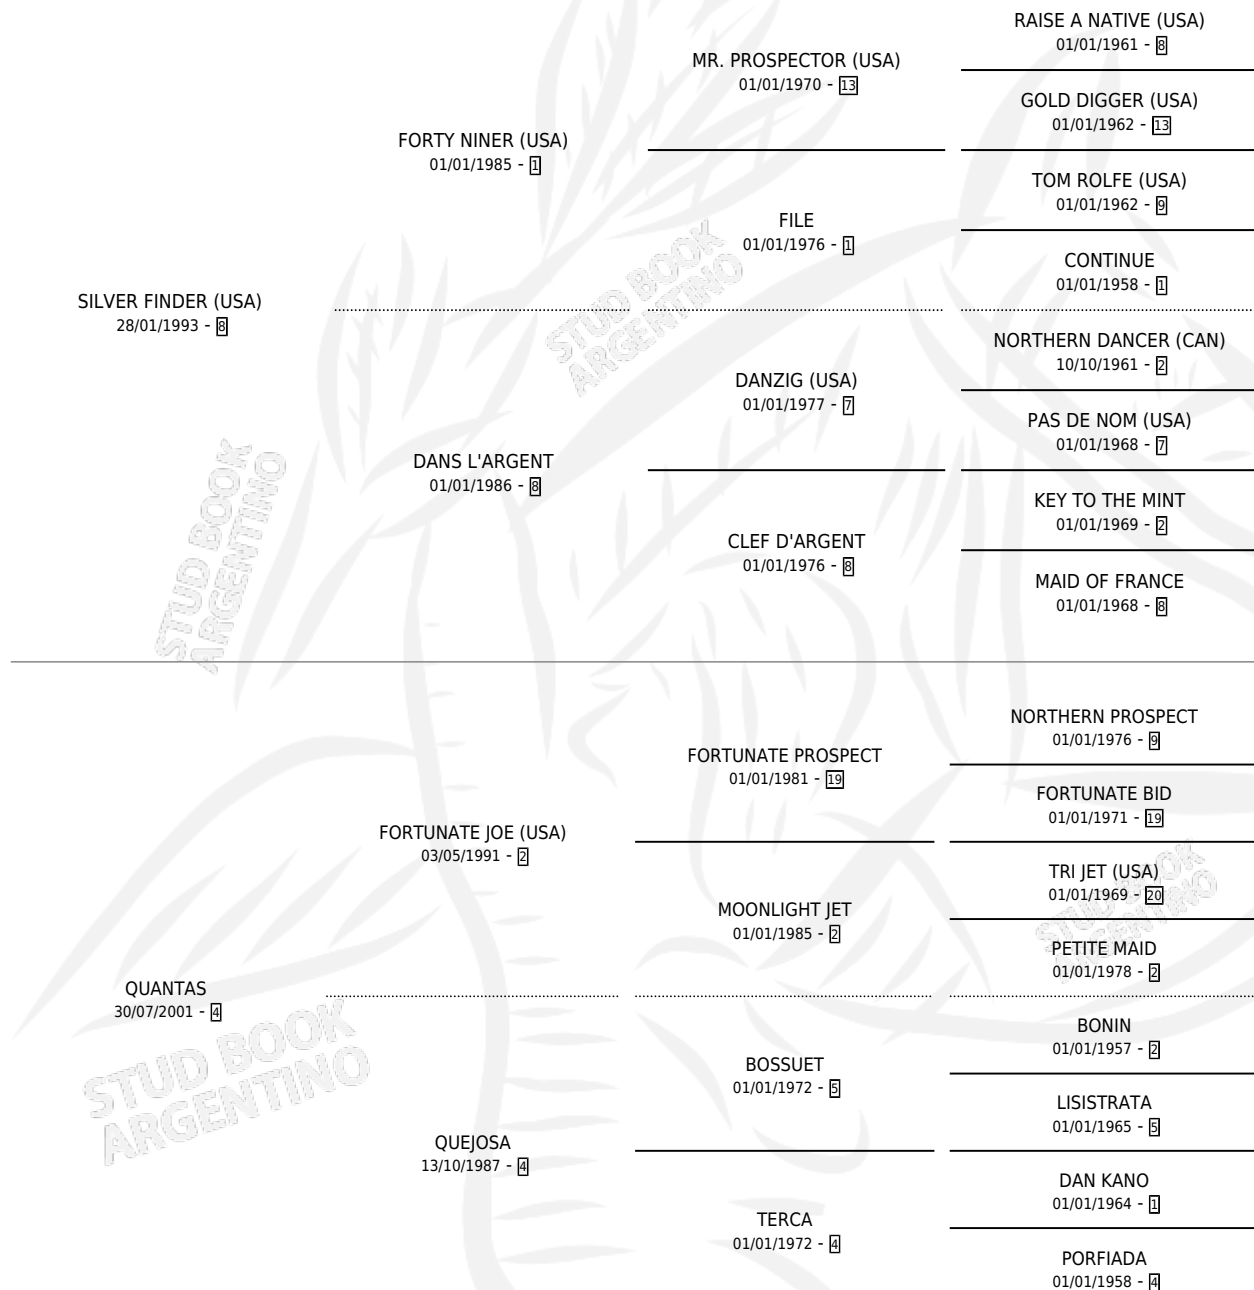 RAISE A NATIVE (USA)
01/01/1961 - 8
MR. PROSPECTOR (USA)
01/01/1970 - 13
GOLD DIGGER (USA)
01/01/1962 - 13
FORTY NINER (USA)
01/01/1985 - 1
TOM ROLFE (USA)
01/01/1962 - 9
FILE
01/01/1976 - 1
CONTINUE
01/01/1958 - 1
SILVER FINDER (USA)
28/01/1993 - 8
NORTHERN DANCER (CAN)
10/10/1961 - 2
DANZIG (USA)
01/01/1977 - 7
PAS DE NOM (USA)
01/01/1968 - 7
DANS L'ARGENT
01/01/1986 - 8
KEY TO THE MINT
01/01/1969 - 2
CLEF D'ARGENT
01/01/1976 - 8
MAID OF FRANCE
01/01/1968 - 8
NORTHERN PROSPECT
01/01/1976 - 9
FORTUNATE PROSPECT
01/01/1981 - 19
FORTUNATE BID
01/01/1971 - 19
FORTUNATE JOE (USA)
03/05/1991 - 2
TRI JET (USA)
01/01/1969 - 20
MOONLIGHT JET
01/01/1985 - 2
PETITE MAID
01/01/1978 - 2
QUANTAS
30/07/2001 - 4
BONIN
01/01/1957 - 2
BOSSUET
01/01/1972 - 5
LISISTRATA
01/01/1965 - 5
QUEJOSA
13/10/1987 - 4
DAN KANO
01/01/1964 - 1
TERCA
01/01/1972 - 4
PORFIADA
01/01/1958 - 4
STUD BOOK
ARGENTINO
STUD BOOK
ARGENTINO
STUD BOOK
ARGENTINO
STUD BOOK
ARGENTINO